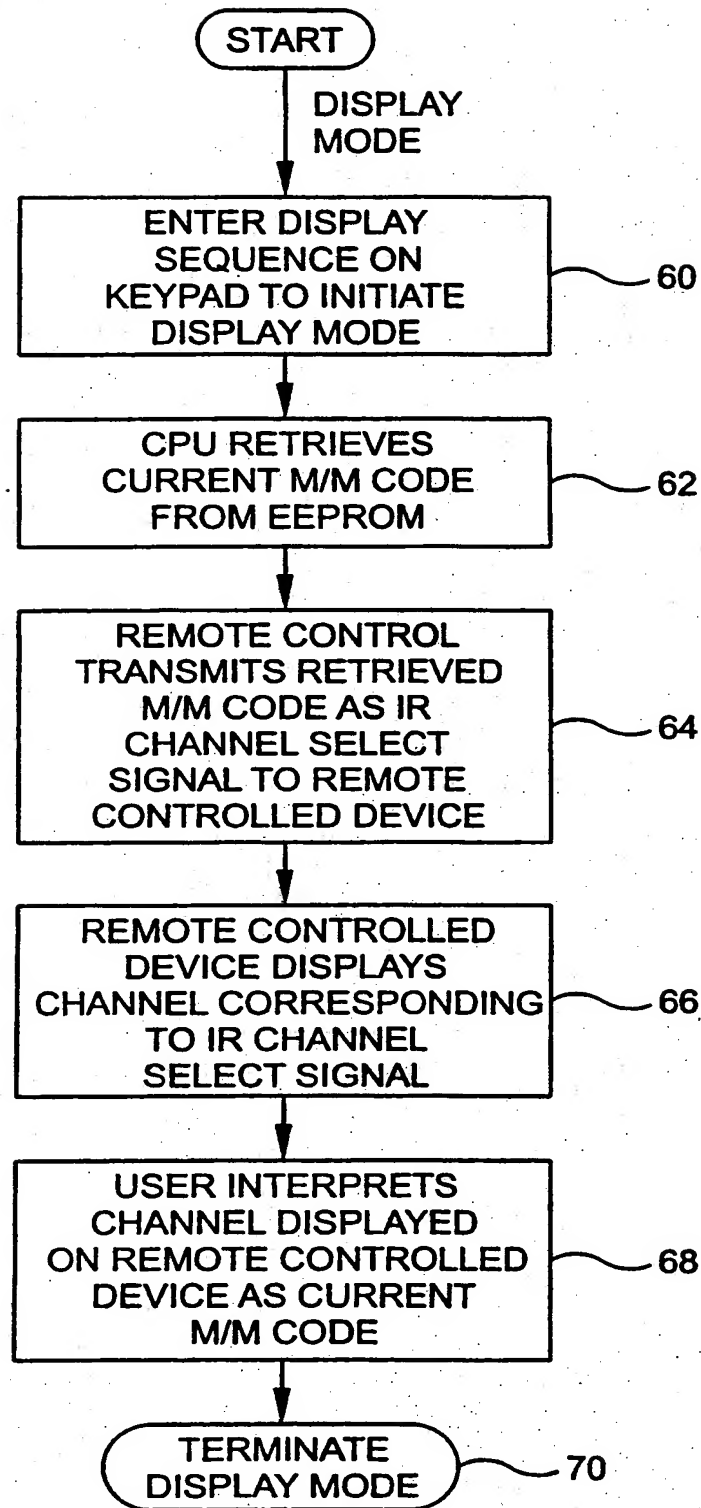 START
DISPLAY
MODE
ENTER DISPLAY
SEQUENCE ON
KEYPAD TO INITIATE
DISPLAY MODE
60
CPU RETRIEVES
CURRENT M/M CODE
FROM EEPROM
62
REMOTE CONTROL
TRANSMITS RETRIEVED
M/M CODE AS IR
CHANNEL SELECT
SIGNAL TO REMOTE
CONTROLLED DEVICE
64
REMOTE CONTROLLED
DEVICE DISPLAYS
CHANNEL CORRESPONDING
TO IR CHANNEL
SELECT SIGNAL
66
USER INTERPRETS
CHANNEL DISPLAYED
ON REMOTE CONTROLLED
DEVICE AS CURRENT
M/M CODE
68
TERMINATE
DISPLAY MODE
70